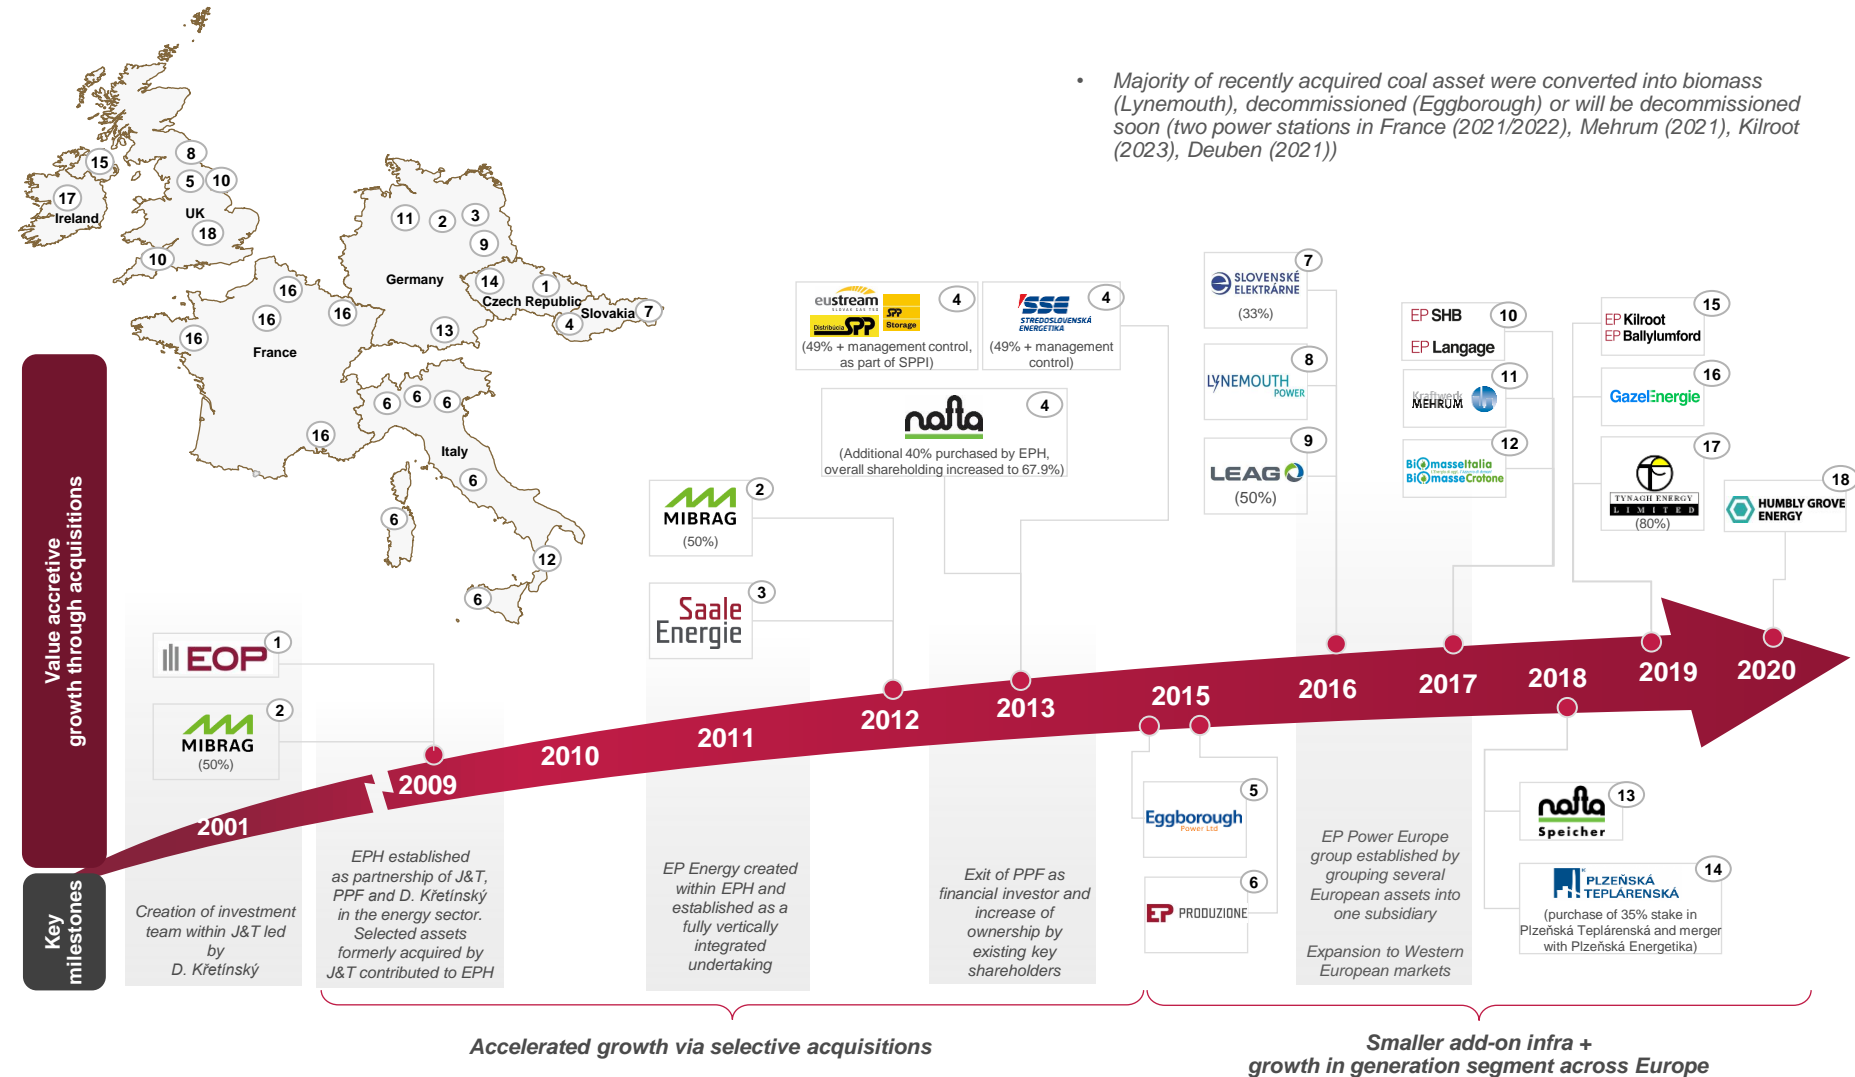 • Majority of recently acquired coal asset were converted into biomass
(Lynemouth), decommissioned (Eggborough) or will be decommissioned
soon (two power stations in France (2021/2022), Mehrum (2021), Kilroot
(2023), Deuben (2021))
8
15
5
10
17
Ireland
UK
18
10
11
2
3
9
Germany
14
1
Czech Republic
Slovakia
7
4
13
16
16
16
16
France
16
6
6
6
Italy
6
6
12
6
Value accretive
growth through acquisitions
Key
milestones
EOP
1
MIBRAG
(50%)
2
MIBRAG
(50%)
2
Saale
Energie
3
eustream
SLOVAK GAS TSO
Distribúcia SPP
SPP
Storage
4
(49% + management control,
as part of SPPI)
SSE
STREDOSLOVENSKÁ
ENERGETIKA
4
(49% + management
control)
nafta
4
(Additional 40% purchased by EPH,
overall shareholding increased to 67.9%)
SLOVENSKÉ
ELEKTRÁRNE
(33%)
7
LYNEMOUTH
POWER
8
LEAG
(50%)
9
EP SHB
EP Langage
10
Kraftwerk
MEHRUM
11
BiomasseItalia
BiomasseCrotone
12
EP Kilroot
EP Ballylumford
15
GazelEnergie
16
TYNAGH ENERGY
LIMITED
(80%)
17
HUMBLY GROVE
ENERGY
18
2001
2009
2010
2011
2012
2013
2015
2016
2017
2018
2019
2020
Eggborough
Power Ltd
5
EP PRODUZIONE
6
nafta
Speicher
13
PLZEŇSKÁ
TEPLÁRENSKÁ
14
(purchase of 35% stake in
Plzeňská Teplárenská and merger
with Plzeňská Energetika)
Creation of investment
team within J&T led
by
D. Křetínský
EPH established
as partnership of J&T,
PPF and D. Křetínský
in the energy sector.
Selected assets
formerly acquired by
J&T contributed to EPH
EP Energy created
within EPH and
established as a
fully vertically
integrated
undertaking
Exit of PPF as
financial investor and
increase of
ownership by
existing key
shareholders
EP Power Europe
group established by
grouping several
European assets into
one subsidiary
Expansion to Western
European markets
Accelerated growth via selective acquisitions
Smaller add-on infra +
growth in generation segment across Europe